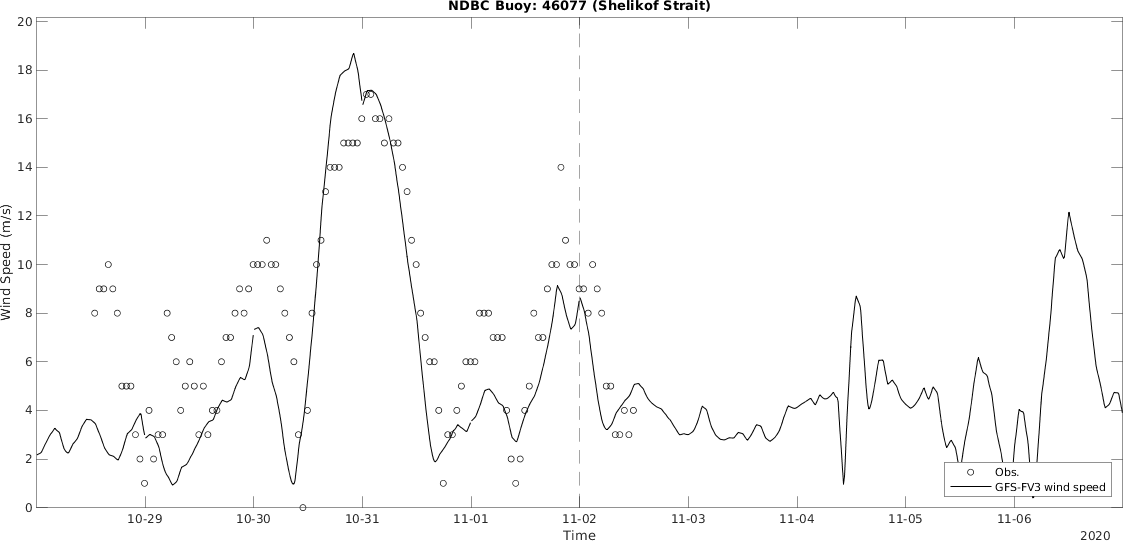 NDBC Buoy: 46077 (Shelikof Strait)
20
18
16
14
12
10
8
6
4
2
0
Wind Speed (m/s)
Obs.
GFS-FV3 wind speed
10-29 10-30 10-31 11-01 11-02 11-03 11-04 11-05 11-06
Time
2020